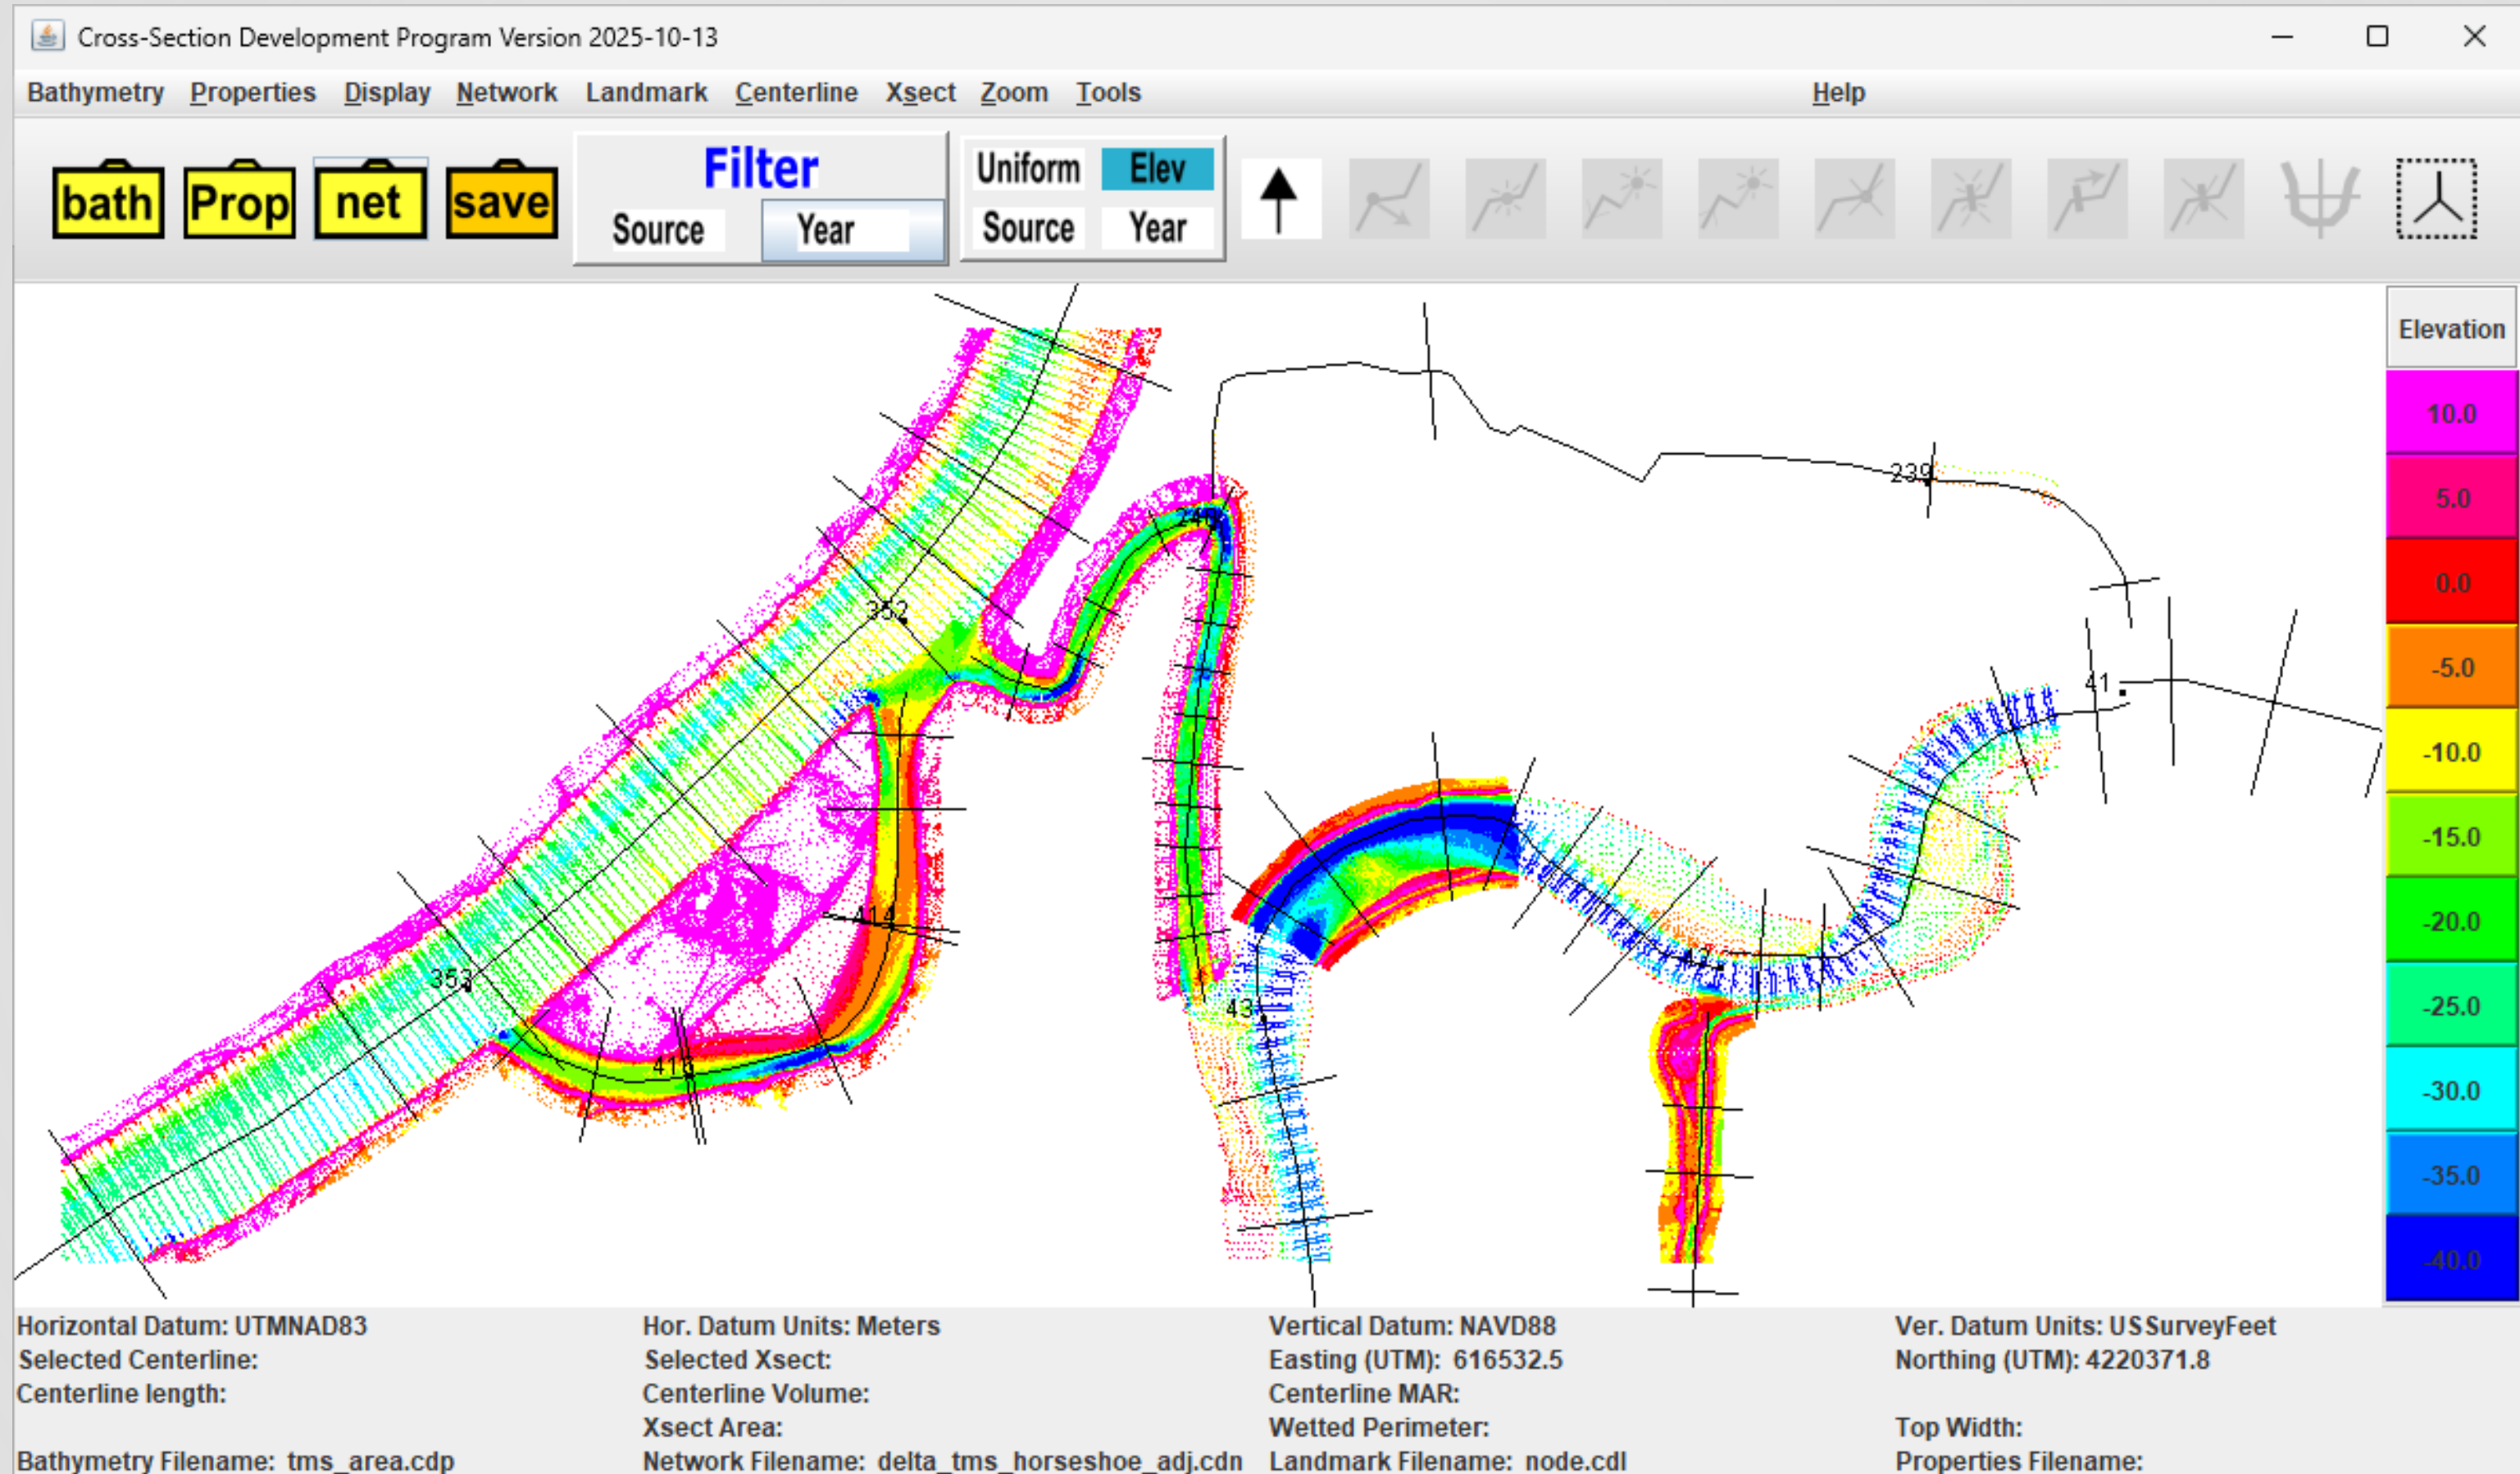 Cross-Section Development Program Version 2025-10-13
Bathymetry Properties Display Network Landmark Centerline Xsect Zoom Tools Help
bath Prop net save
Filter
Source Year
Uniform Elev
Source Year
Elevation
10.0
5.0
0.0
-5.0
-10.0
-15.0
-20.0
-25.0
-30.0
-35.0
-40.0
239
352
41
414
353
43
Horizontal Datum: UTMNAD83 Hor. Datum Units: Meters Vertical Datum: NAVD88 Ver. Datum Units: USSurveyFeet
Selected Centerline: Selected Xsect: Easting (UTM): 616532.5 Northing (UTM): 4220371.8
Centerline length: Centerline Volume: Centerline MAR:
Xsect Area: Wetted Perimeter: Top Width:
Bathymetry Filename: tms_area.cdp Network Filename: delta_tms_horseshoe_adj.cdn Landmark Filename: node.cdl Properties Filename: